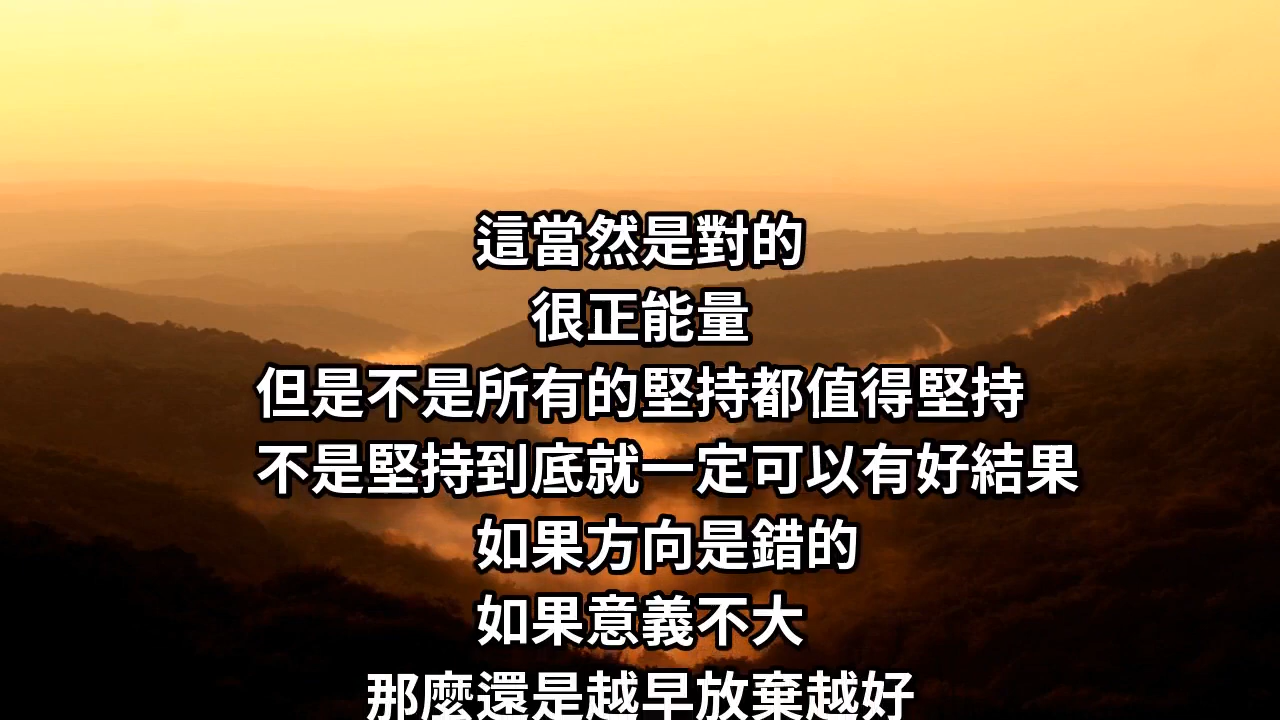 這當然是對的
很正能量
但是不是所有的堅持都值得堅持
不是堅持到底就一定可以有好結果
如果方向是錯的
如果意義不大
那麼還是越早放棄越好